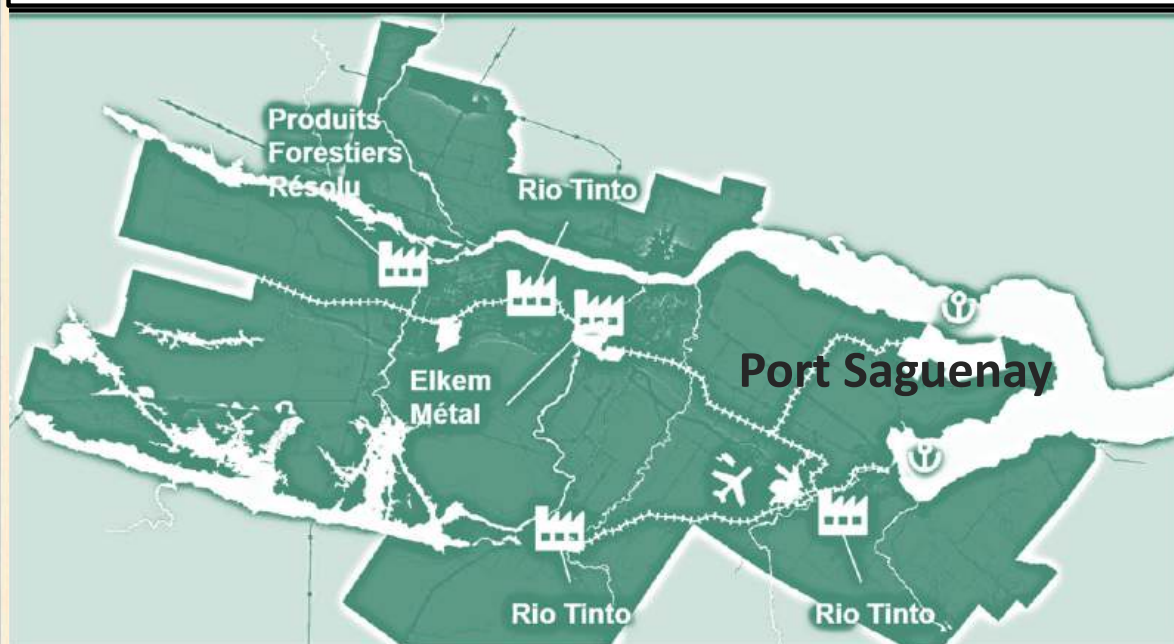 Produits
Forestiers
Résolu
Rio Tinto
Port Saguenay
Elkem
Métal
Rio Tinto
Rio Tinto